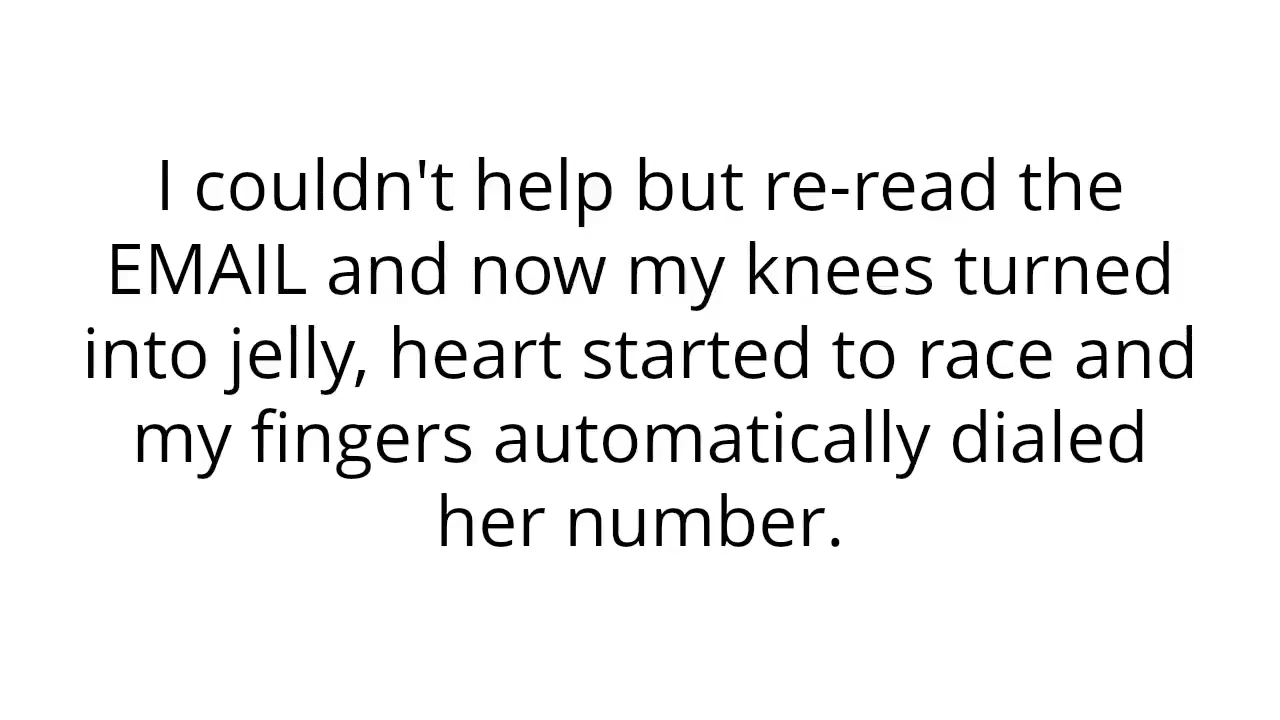 I couldn't help but re-read the
EMAIL and now my knees turned
into jelly, heart started to race and
my fingers automatically dialed
her number.